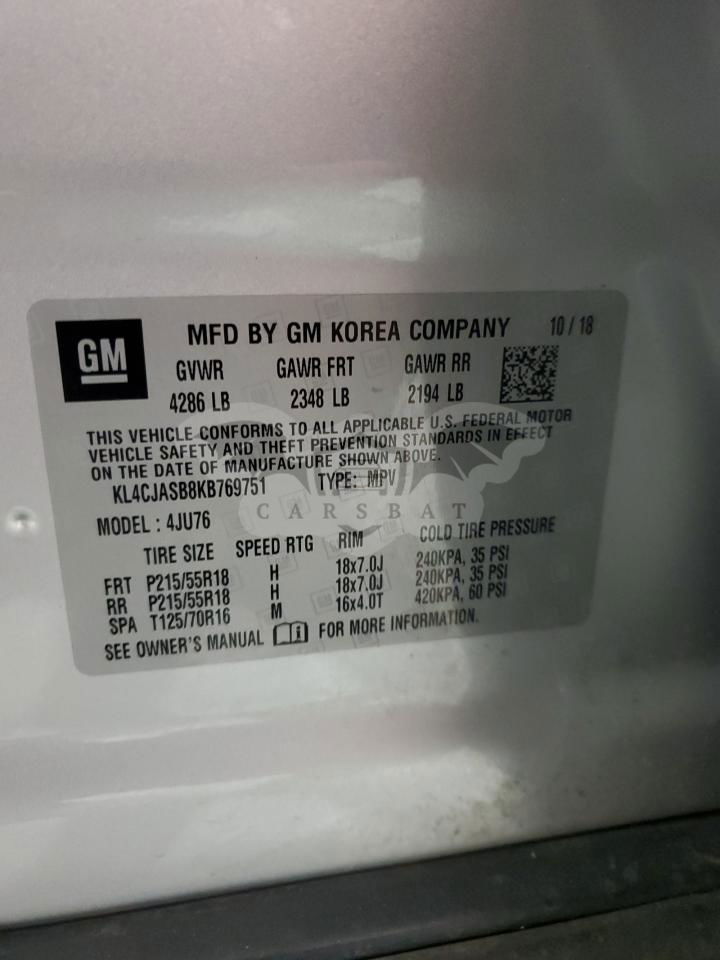 GM
MFD BY GM KOREA COMPANY 10 / 18
GVWR GAWR FRT GAWR RR
4286 LB 2348 LB 2194 LB
THIS VEHICLE CONFORMS TO ALL APPLICABLE U.S. FEDERAL MOTOR
VEHICLE SAFETY AND THEFT PREVENTION STANDARDS IN EFFECT
ON THE DATE OF MANUFACTURE SHOWN ABOVE.
KL4CJASB8KB769751 TYPE: MPV
CARSBAT
MODEL : 4JU76
TIRE SIZE SPEED RTG RIM COLD TIRE PRESSURE
FRT P215/55R18 H 18x7.0J 240KPA, 35 PSI
RR P215/55R18 H 18x7.0J 240KPA, 35 PSI
SPA T125/70R16 M 16x4.0T 420KPA, 60 PSI
SEE OWNER'S MANUAL FOR MORE INFORMATION.